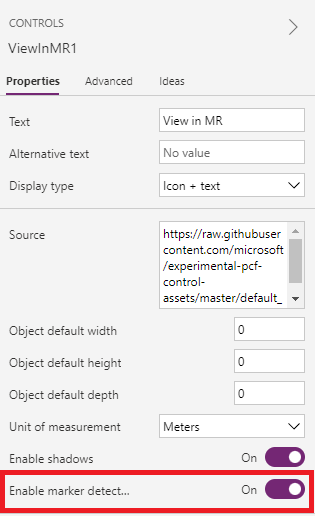 CONTROLS
ViewInMR1
Properties Advanced Ideas
Text View in MR
Alternative text No value
Display type Icon + text
Source https://raw.githubuser
content.com/microsoft
/experimental-pcf-
control-
assets/master/default_
Object default width 0
Object default height 0
Object default depth 0
Unit of measurement Meters
Enable shadows On
Enable marker detect... On